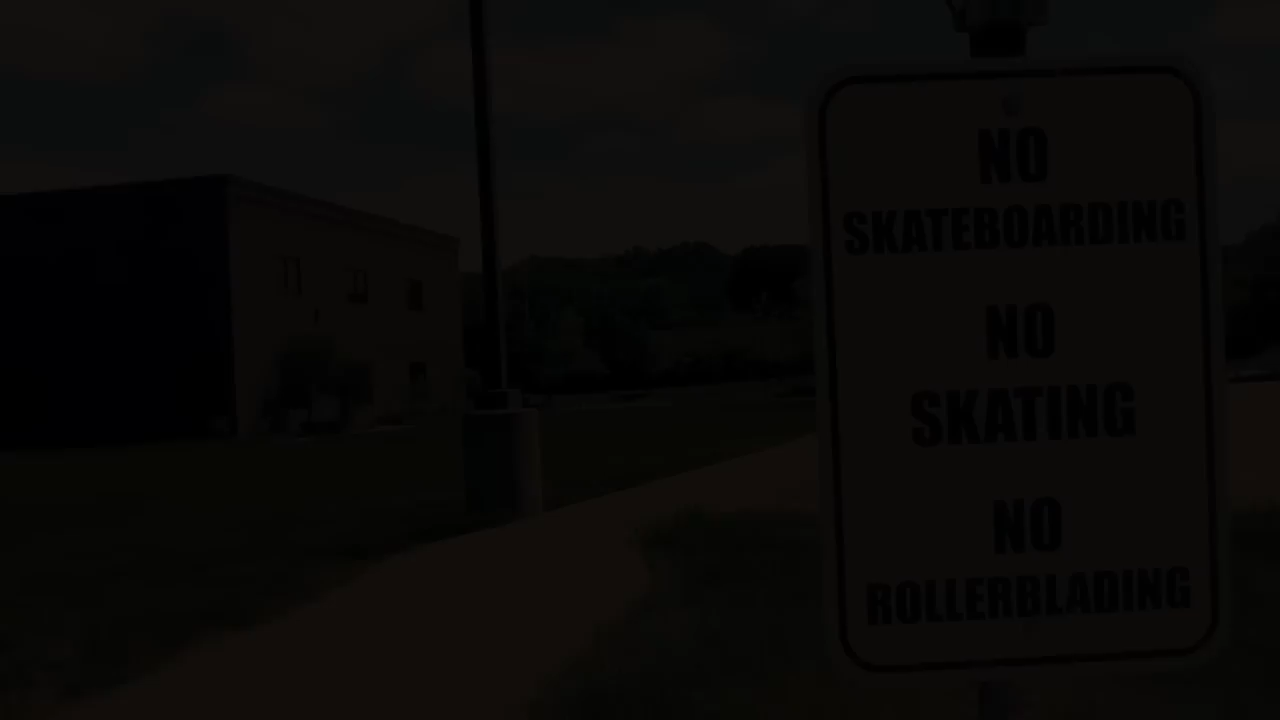 NO
SKATEBOARDING
NO
SKATING
NO
ROLLERBLADING